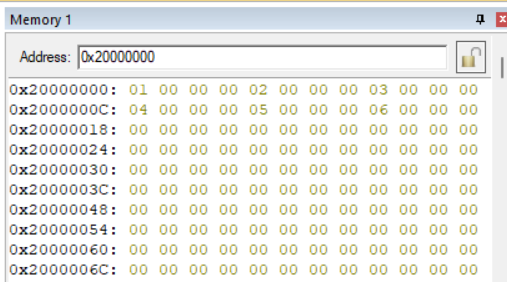 Memory 1
Address: 0x20000000
0x20000000: 01 00 00 00 02 00 00 00 03 00 00 00
0x2000000C: 04 00 00 00 05 00 00 00 06 00 00 00
0x20000018: 00 00 00 00 00 00 00 00 00 00 00 00
0x20000024: 00 00 00 00 00 00 00 00 00 00 00 00
0x20000030: 00 00 00 00 00 00 00 00 00 00 00 00
0x2000003C: 00 00 00 00 00 00 00 00 00 00 00 00
0x20000048: 00 00 00 00 00 00 00 00 00 00 00 00
0x20000054: 00 00 00 00 00 00 00 00 00 00 00 00
0x20000060: 00 00 00 00 00 00 00 00 00 00 00 00
0x2000006C: 00 00 00 00 00 00 00 00 00 00 00 00